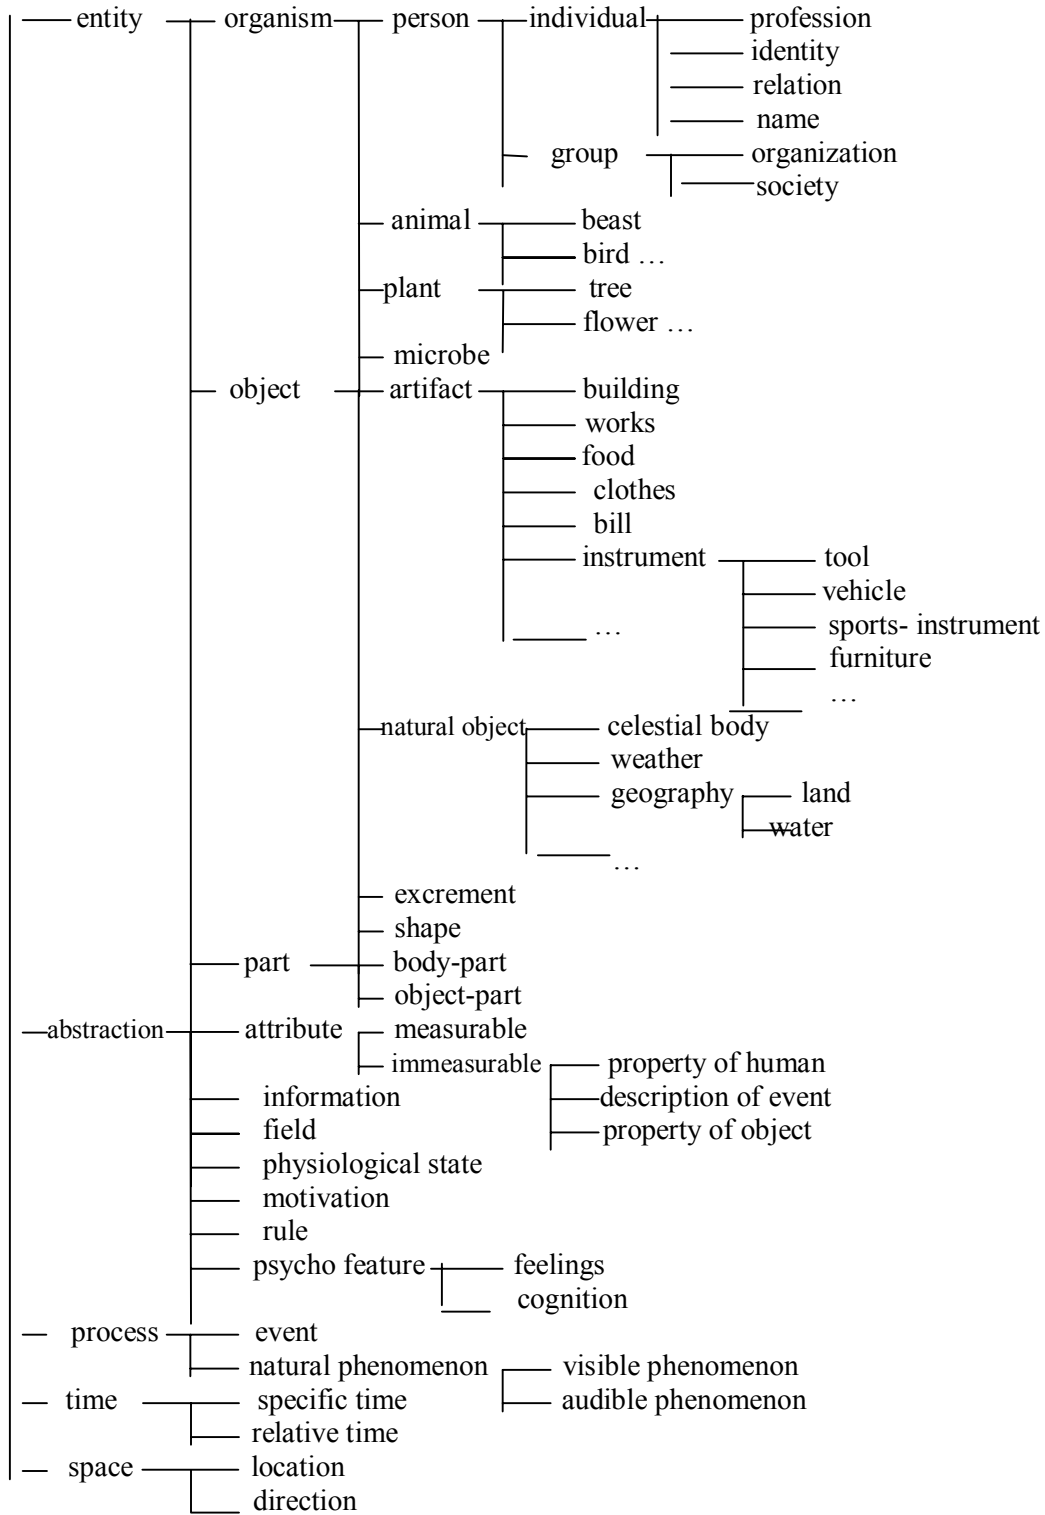 entity organism person individual profession
identity
relation
name
group organization
society
animal beast
bird …
plant tree
flower …
microbe
object artifact building
works
food
clothes
bill
instrument tool
vehicle
… sports- instrument
furniture
…
natural object celestial body
weather
geography land
water
…
excrement
shape
part body-part
object-part
abstraction attribute measurable
immeasurable property of human
information description of event
field property of object
physiological state
motivation
rule
psycho feature feelings
cognition
process event
natural phenomenon visible phenomenon
time specific time audible phenomenon
relative time
space location
direction